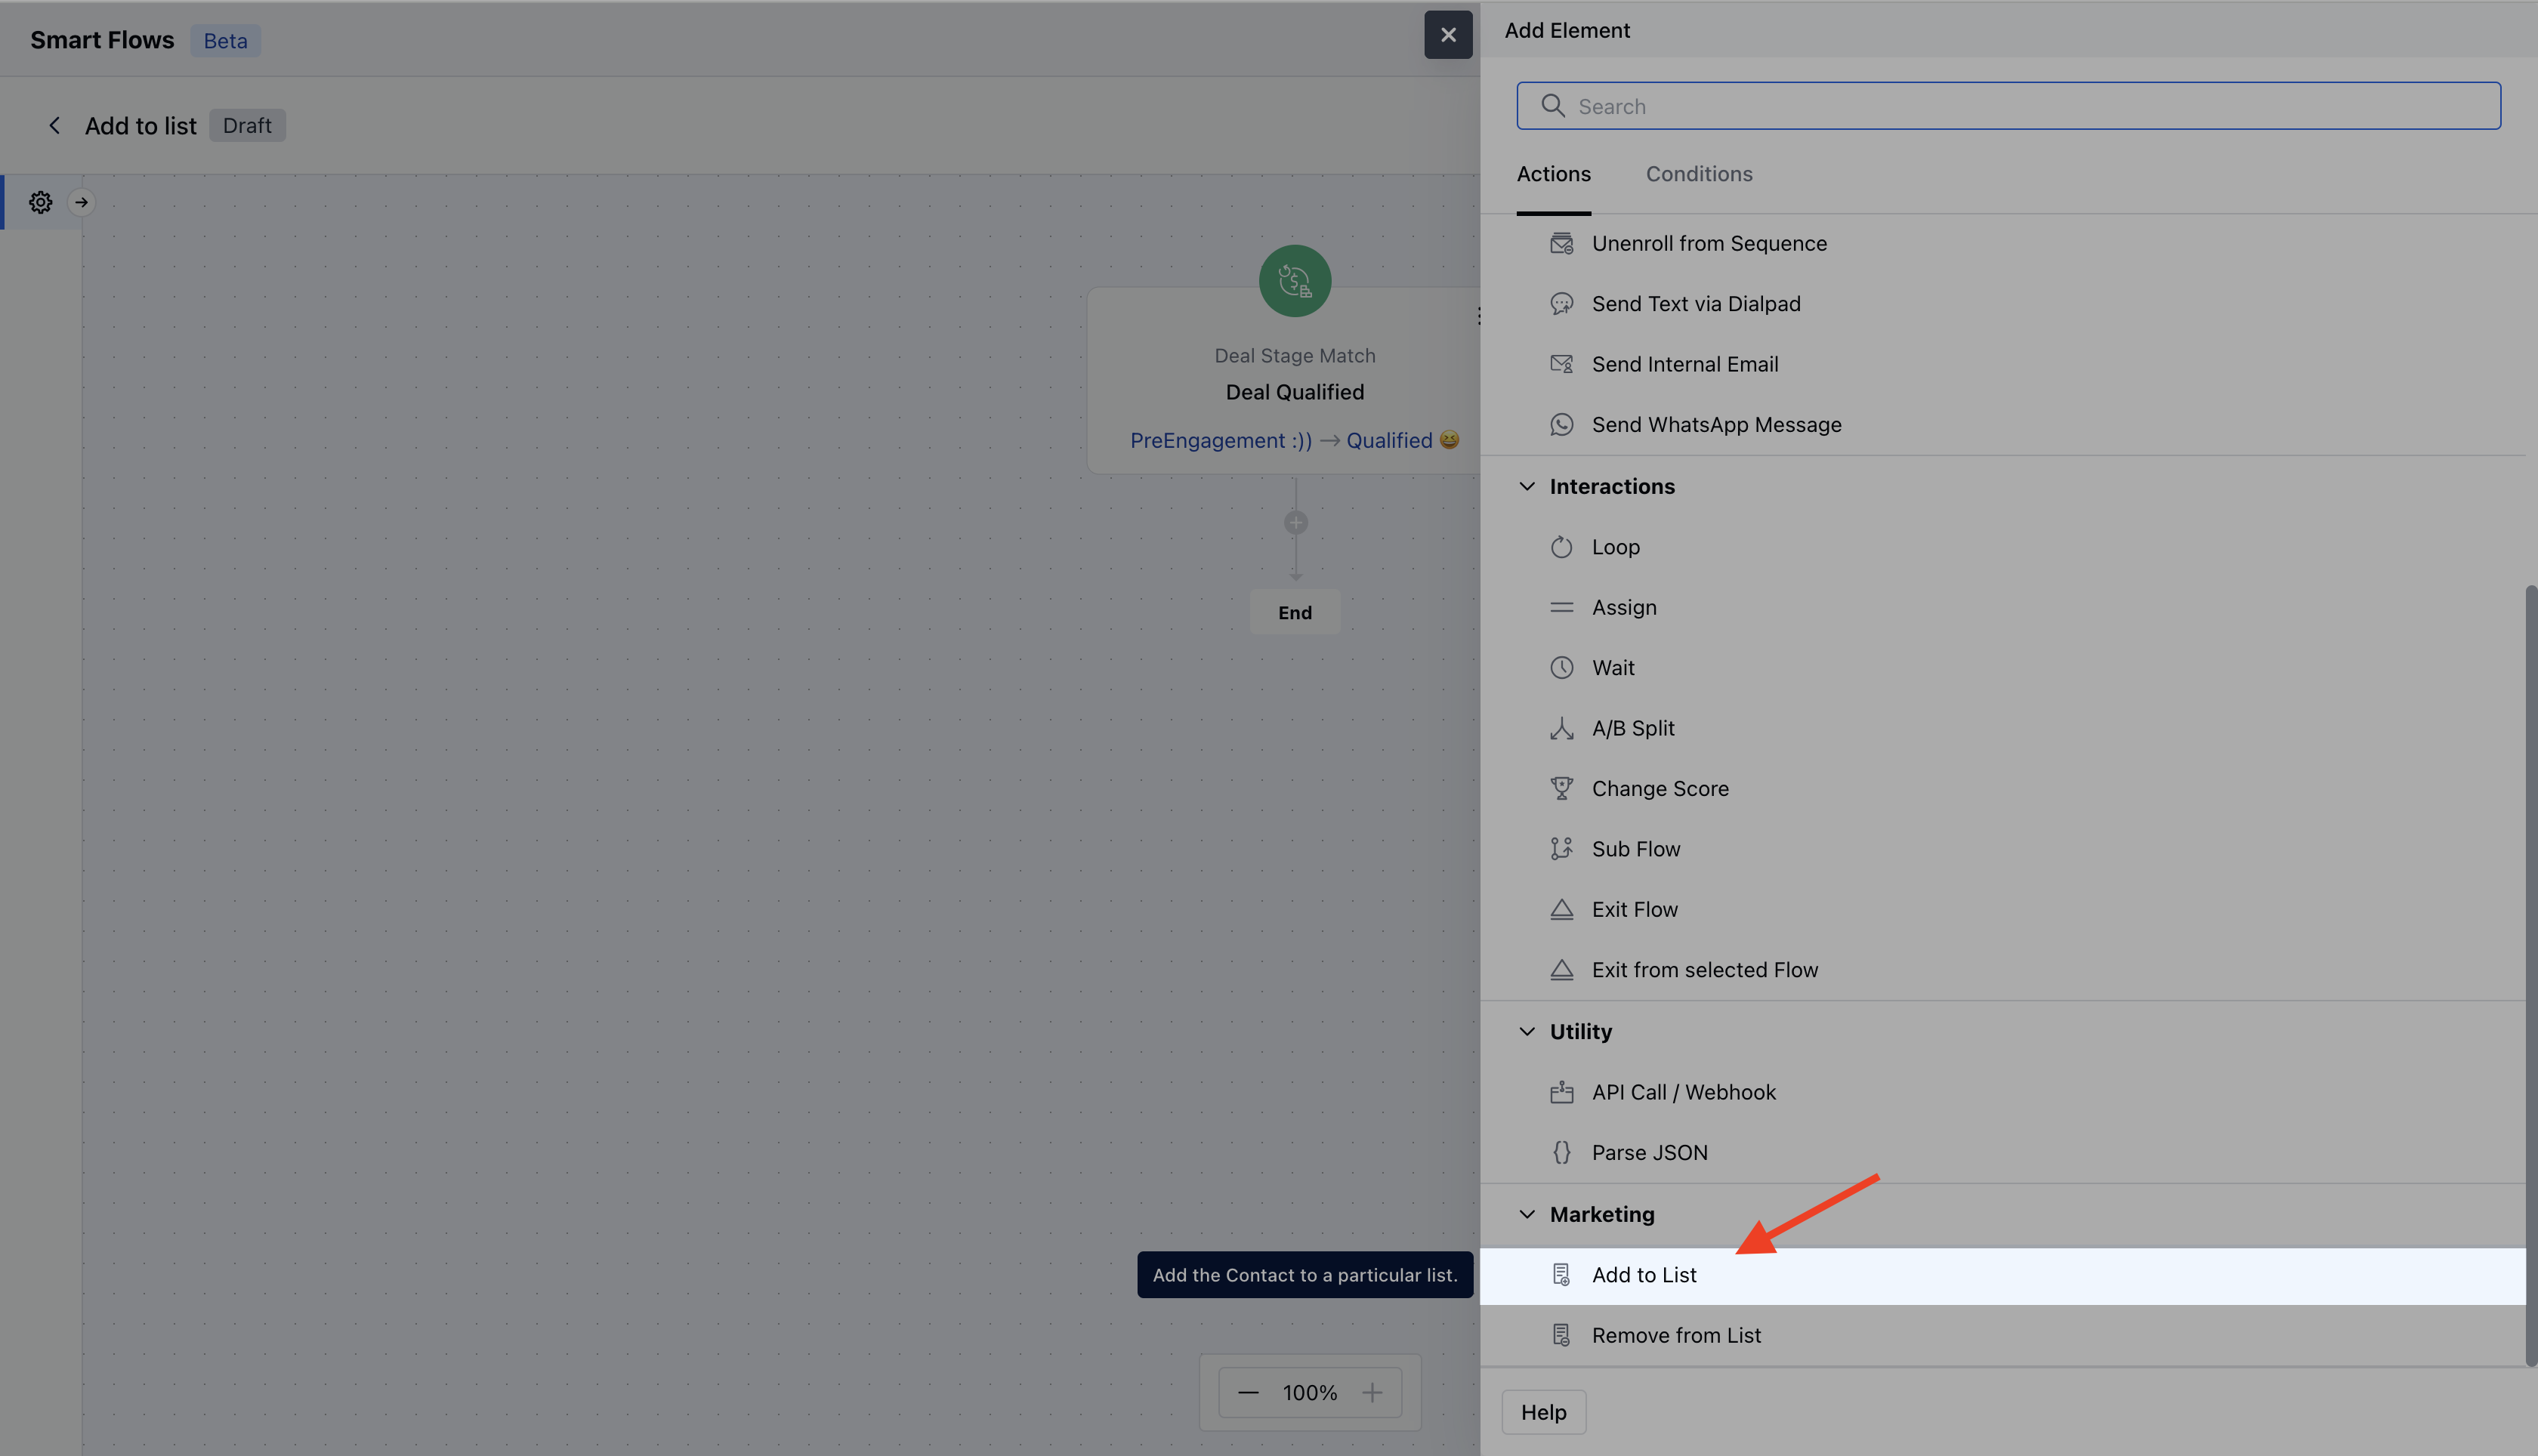 Smart Flows Beta
Add to list Draft
Deal Stage Match
Deal Qualified
PreEngagement :)) → Qualified 😆
End
Add the Contact to a particular list.
100%
Add Element
Search
Actions Conditions
Unenroll from Sequence
Send Text via Dialpad
Send Internal Email
Send WhatsApp Message
Interactions
Loop
Assign
Wait
A/B Split
Change Score
Sub Flow
Exit Flow
Exit from selected Flow
Utility
API Call / Webhook
Parse JSON
Marketing
Add to List
Remove from List
Help